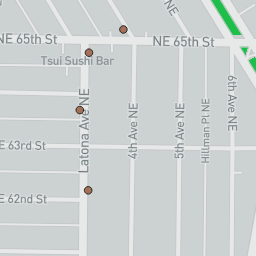 NE 65th St
NE 65th St
Tsui Sushi Bar
Latona Ave NE
4th Ave NE
5th Ave NE
Hillman Pl NE
6th Ave NE
E 63rd St
E 62nd St